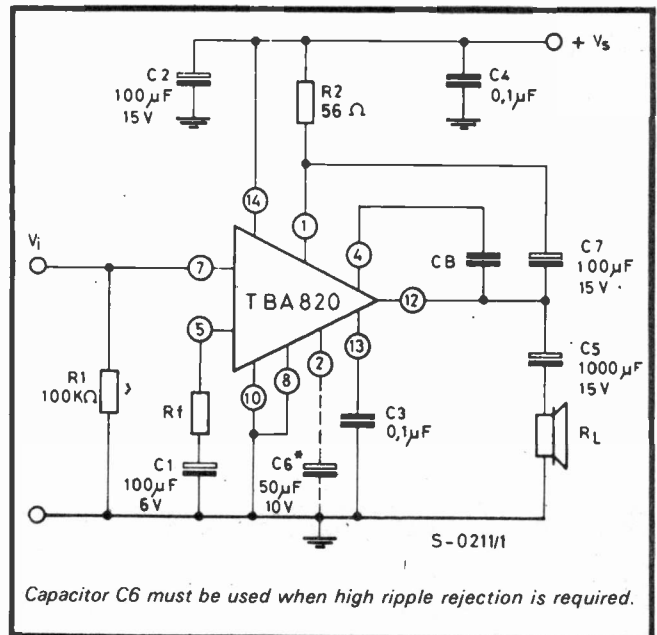 + Vs
C2
100µF
15V
R2
56 Ω
C4
0,1µF
14
1
4
Vi
7
CB
C7
100µF
15V
TBA820
12
5
13
C5
1000µF
15V
R1
100KΩ
Rf
10
8
2
C3
0,1µF
RL
C1
100µF
6V
C6*
50µF
10V
S-0211/1
Capacitor C6 must be used when high ripple rejection is required.